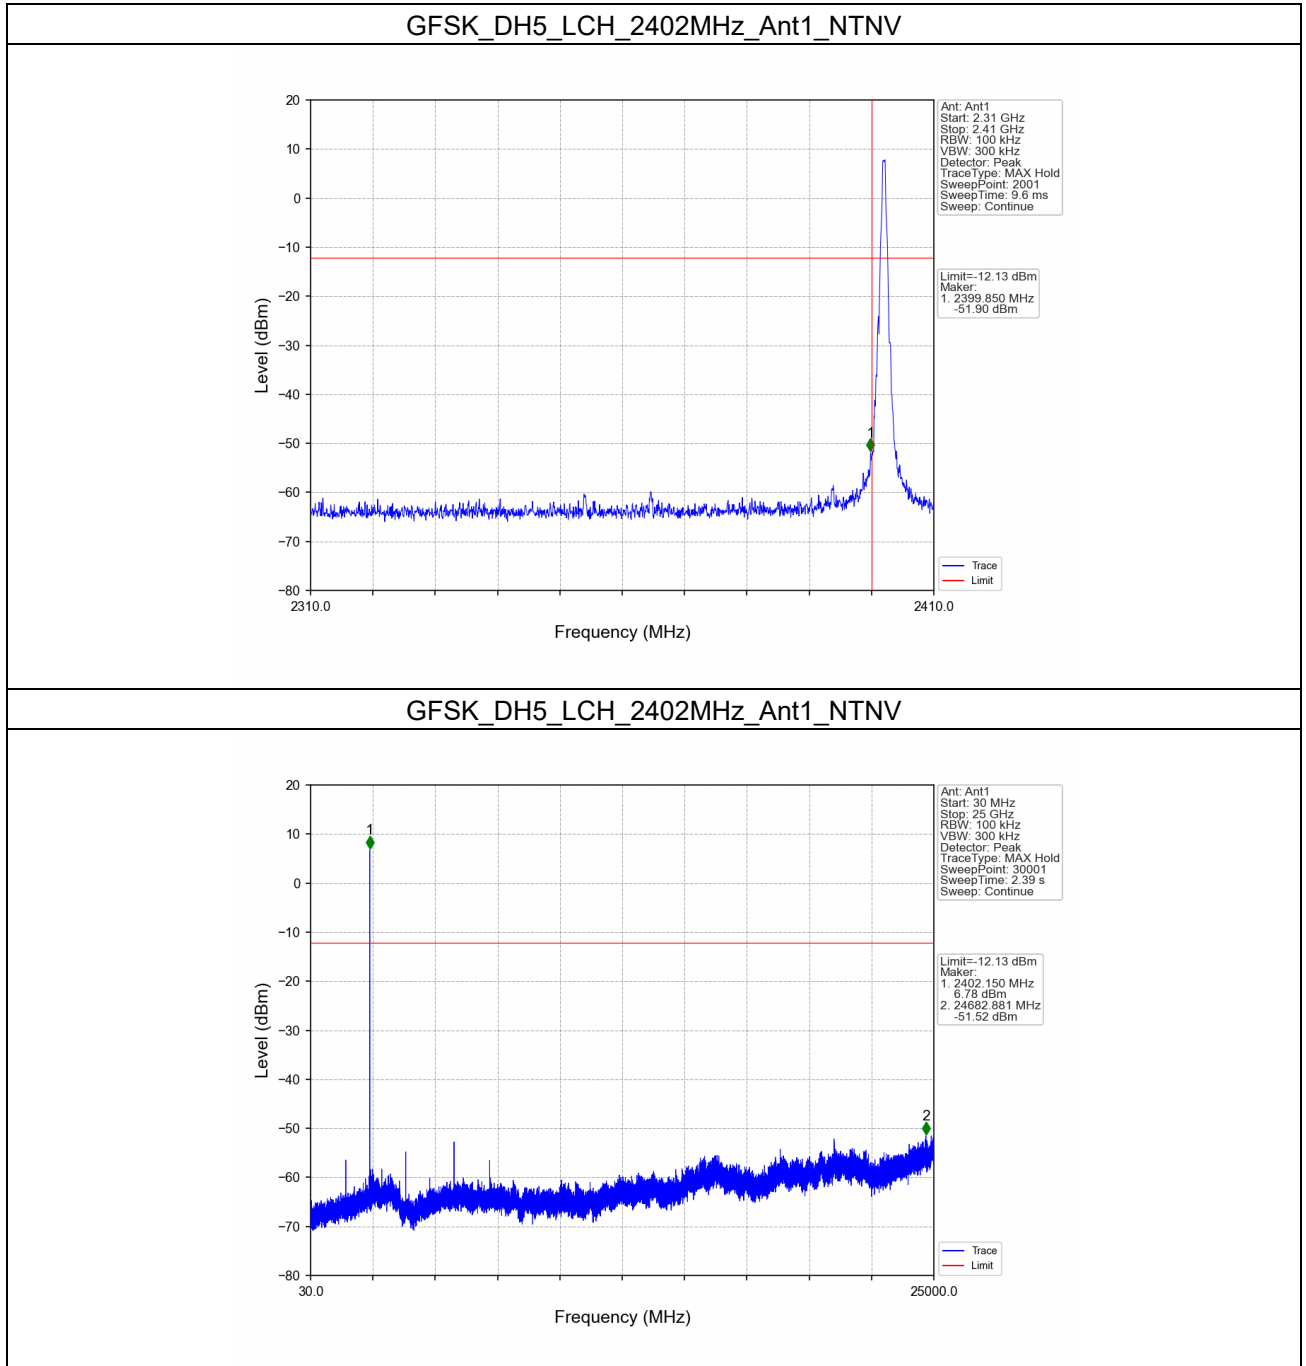 GFSK_DH5_LCH_2402MHz_Ant1_NTNV
20
10
0
−10
−20
−30
−40
−50
−60
−70
−80
Level (dBm)
2310.0
2410.0
Frequency (MHz)
1
Ant: Ant1
Start: 2.31 GHz
Stop: 2.41 GHz
RBW: 100 kHz
VBW: 300 kHz
Detector: Peak
TraceType: MAX Hold
SweepPoint: 2001
SweepTime: 9.6 ms
Sweep: Continue
Limit=-12.13 dBm
Maker:
1. 2399.850 MHz
-51.90 dBm
Trace
Limit
GFSK_DH5_LCH_2402MHz_Ant1_NTNV
20
10
0
−10
−20
−30
−40
−50
−60
−70
−80
Level (dBm)
30.0
25000.0
Frequency (MHz)
1
2
Ant: Ant1
Start: 30 MHz
Stop: 25 GHz
RBW: 100 kHz
VBW: 300 kHz
Detector: Peak
TraceType: MAX Hold
SweepPoint: 30001
SweepTime: 2.39 s
Sweep: Continue
Limit=-12.13 dBm
Maker:
1. 2402.150 MHz
6.78 dBm
2. 24682.881 MHz
-51.52 dBm
Trace
Limit